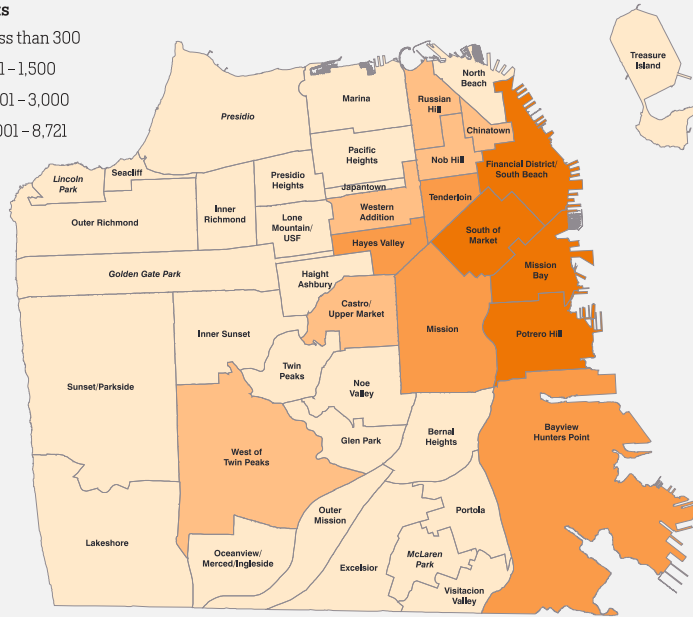 ss than 300
1–1,500
01–3,000
001–8,721
Treasure
Island
North
Beach
Marina
Russian
Hill
Presidio
Chinatown
Pacific
Heights
Nob Hill
Financial District/
South Beach
Seacliff
Lincoln
Park
Presidio
Heights
Japantown
Tenderloin
Western
Addition
Outer Richmond
Inner
Richmond
Lone
Mountain/
USF
Hayes Valley
South of
Market
Golden Gate Park
Haight
Ashbury
Mission
Bay
Castro/
Upper Market
Inner Sunset
Mission
Potrero Hill
Twin
Peaks
Sunset/Parkside
Noe
Valley
Bayview
Hunters Point
Glen Park
Bernal
Heights
West of
Twin Peaks
Outer
Mission
Portola
Lakeshore
Oceanview/
Merced/Ingleside
Excelsior
McLaren
Park
Visitacion
Valley